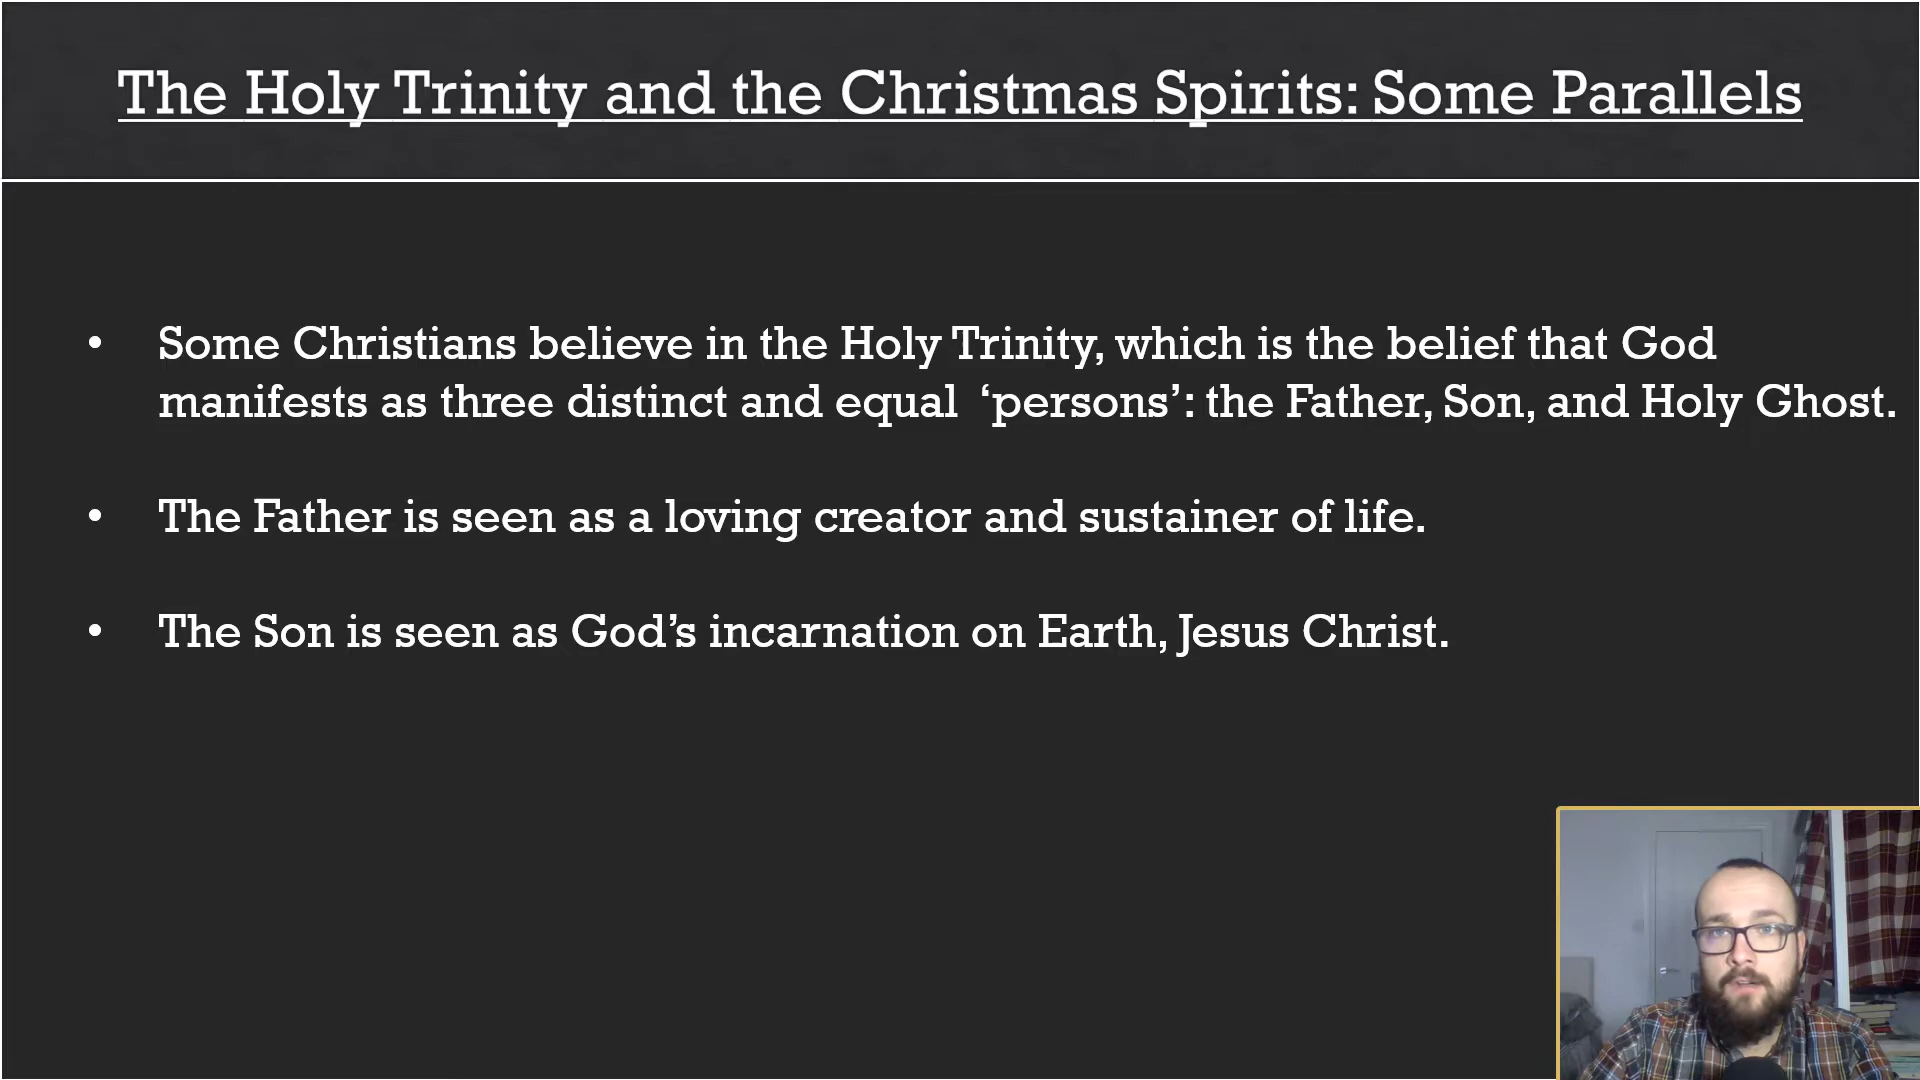 The Holy Trinity and the Christmas Spirits: Some Parallels
• Some Christians believe in the Holy Trinity, which is the belief that God
manifests as three distinct and equal  ‘persons’: the Father, Son, and Holy Ghost.
• The Father is seen as a loving creator and sustainer of life.
• The Son is seen as God’s incarnation on Earth, Jesus Christ.